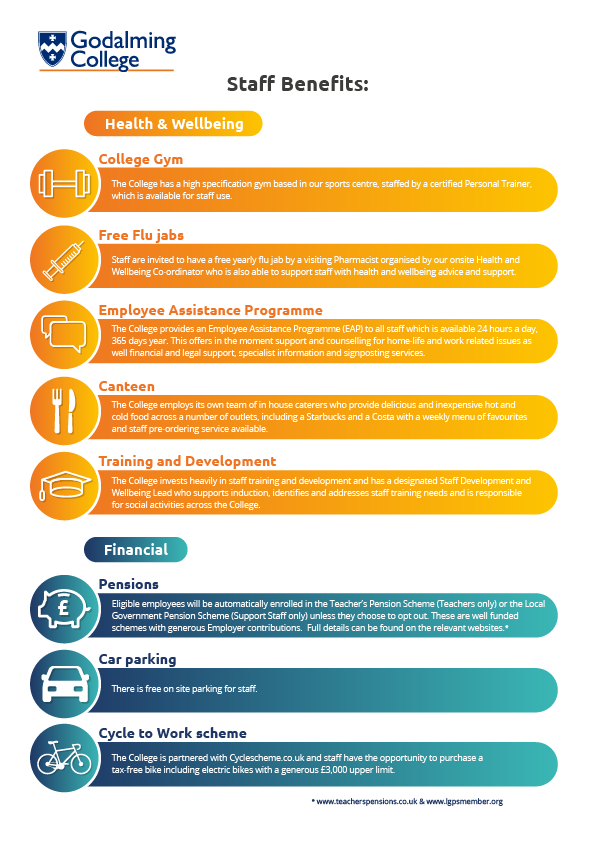 Godalming
College
Staff Benefits:
Health & Wellbeing
College Gym
The College has a high specification gym based in our sports centre, staffed by a certified Personal Trainer,
which is available for staff use.
Free Flu jabs
Staff are invited to have a free yearly flu jab by a visiting Pharmacist organised by our onsite Health and
Wellbeing Co-ordinator who is also able to support staff with health and wellbeing advice and support.
Employee Assistance Programme
The College provides an Employee Assistance Programme (EAP) to all staff which is available 24 hours a day,
365 days year. This offers in the moment support and counselling for home-life and work related issues as
well financial and legal support, specialist information and signposting services.
Canteen
The College employs its own team of in house caterers who provide delicious and inexpensive hot and
cold food across a number of outlets, including a Starbucks and a Costa with a weekly menu of favourites
and staff pre-ordering service available.
Training and Development
The College invests heavily in staff training and development and has a designated Staff Development and
Wellbeing Lead who supports induction, identifies and addresses staff training needs and is responsible
for social activities across the College.
Financial
Pensions
£
Eligible employees will be automatically enrolled in the Teacher's Pension Scheme (Teachers only) or the Local
Government Pension Scheme (Support Staff only) unless they choose to opt out. These are well funded
schemes with generous Employer contributions. Full details can be found on the relevant websites.*
Car parking
There is free on site parking for staff.
Cycle to Work scheme
The College is partnered with Cyclescheme.co.uk and staff have the opportunity to purchase a
tax-free bike including electric bikes with a generous £3,000 upper limit.
* www.teacherspensions.co.uk & www.lgpsmember.org